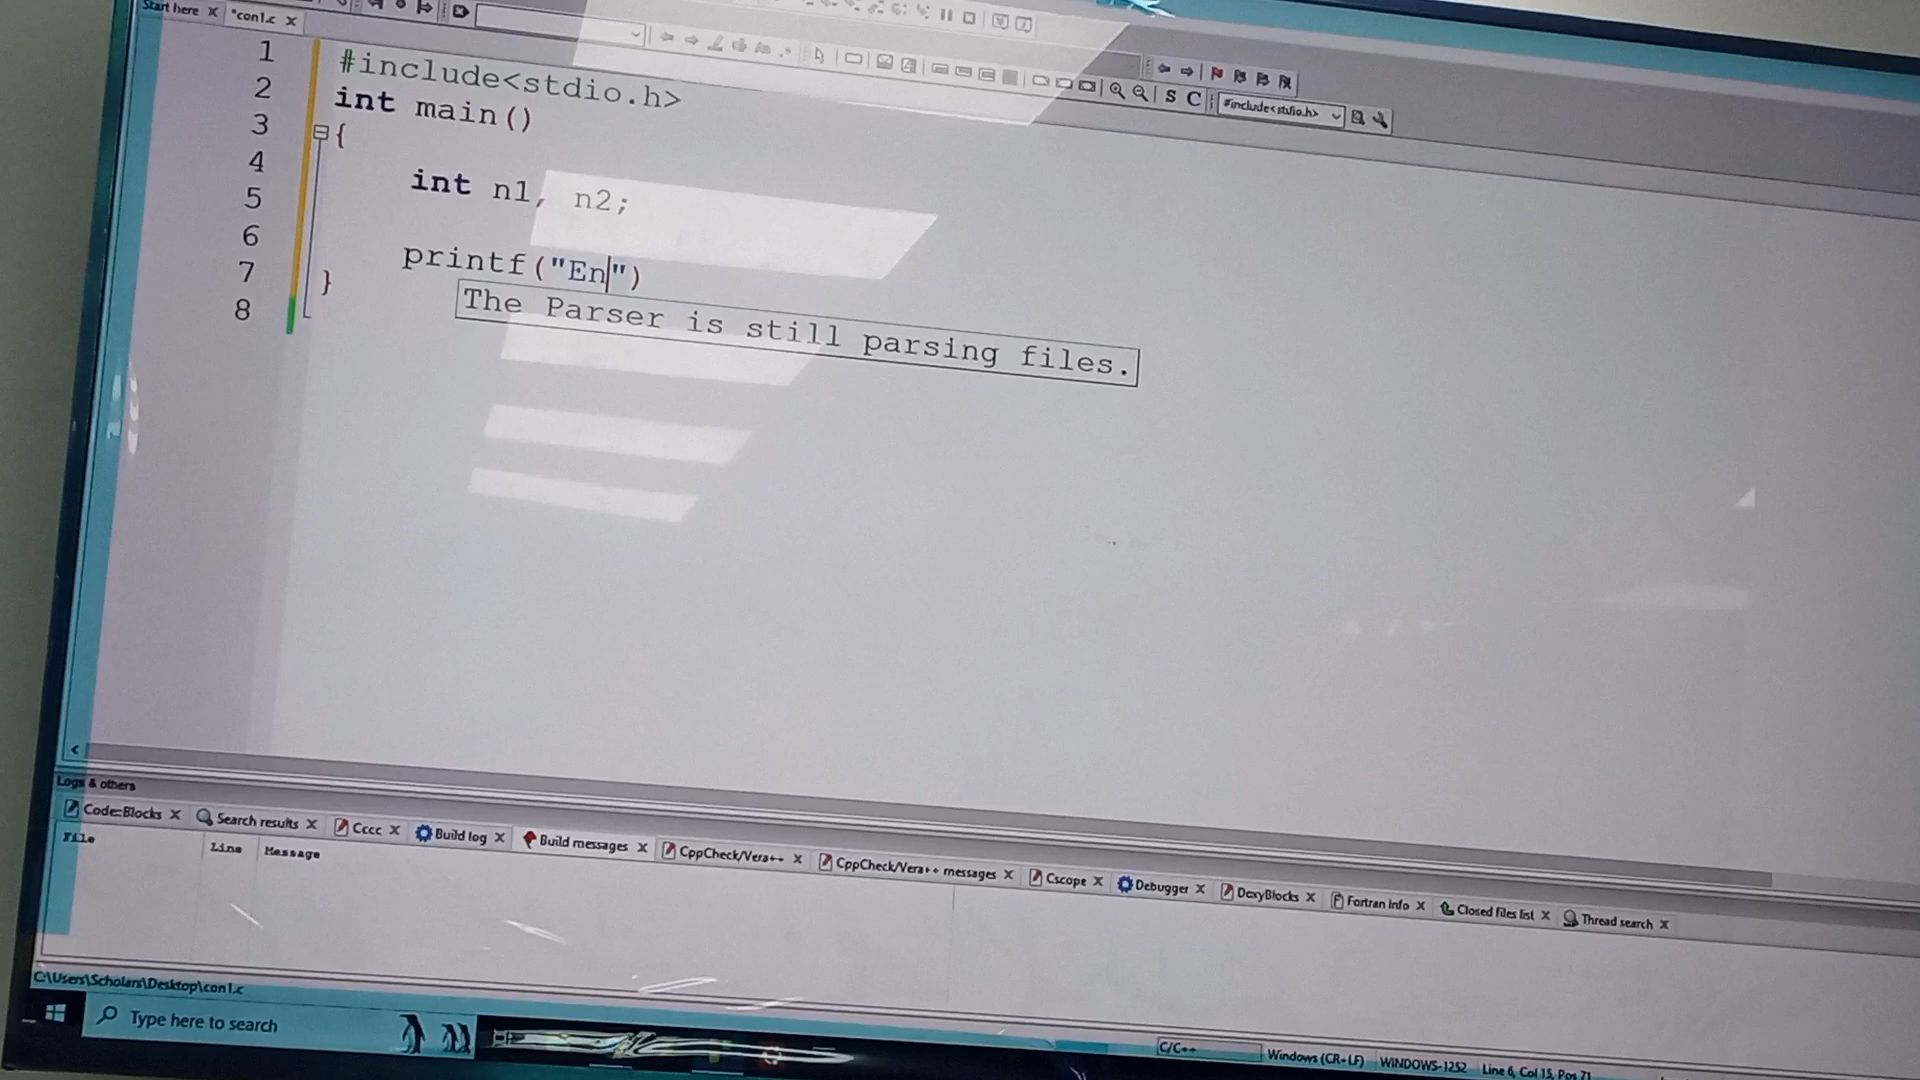 Start here X *con1.c X
S C #include<stdio.h>
1 #include<stdio.h>
2 int main()
3 {
4
5 int n1, n2;
6
7 printf("En")
8 }
The Parser is still parsing files.
Logs & others
Code::Blocks X Search results X Cccc X Build log X Build messages X CppCheck/Vera++ X CppCheck/Vera++ messages X Cscope X Debugger X DoxyBlocks X Fortran info X Closed files list X Thread search X
File Line Message
C:\Users\Scholars\Desktop\con1.c
C/C++ Windows (CR+LF) WINDOWS-1252 Line 6, Col 15, Pos 71
Type here to search